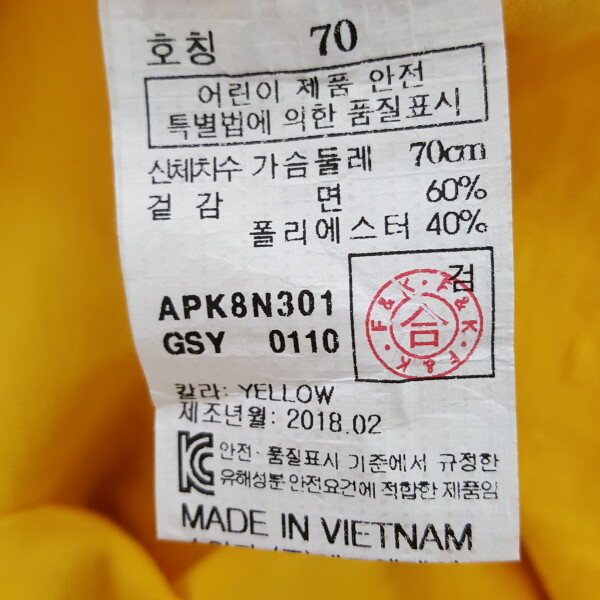 호칭 70
어린이 제품 안전
특별법에 의한 품질표시
신체치수 가슴둘레 70cm
겉 감 면 60%
폴리에스터 40%
검
APK8N301
GSY 0110
F&K · F&K · F&K · F&K
合
칼라: YELLOW
제조년월: 2018.02
안전·품질표시 기준에서 규정한
유해성분 안전요건에 적합한 제품임
MADE IN VIETNAM